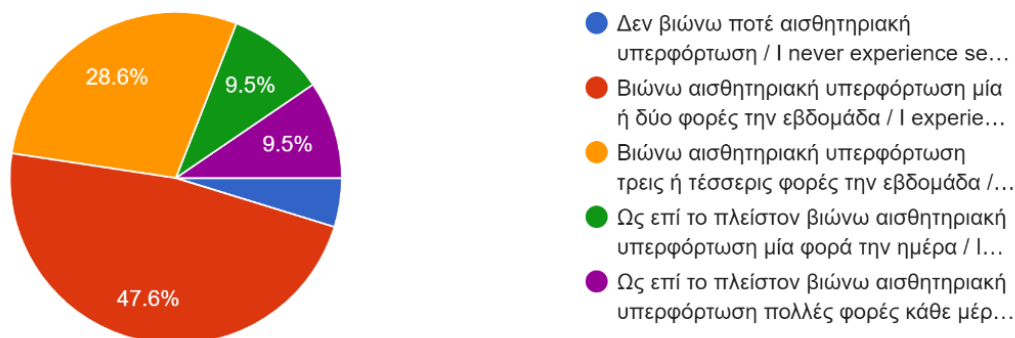 28.6%
9.5%
9.5%
47.6%
Δεν βιώνω ποτέ αισθητηριακή
υπερφόρτωση / I never experience se...
Βιώνω αισθητηριακή υπερφόρτωση μία
ή δύο φορές την εβδομάδα / I experie...
Βιώνω αισθητηριακή υπερφόρτωση
τρεις ή τέσσερις φορές την εβδομάδα /...
Ως επί το πλείστον βιώνω αισθητηριακή
υπερφόρτωση μία φορά την ημέρα / I...
Ως επί το πλείστον βιώνω αισθητηριακή
υπερφόρτωση πολλές φορές κάθε μέρ...